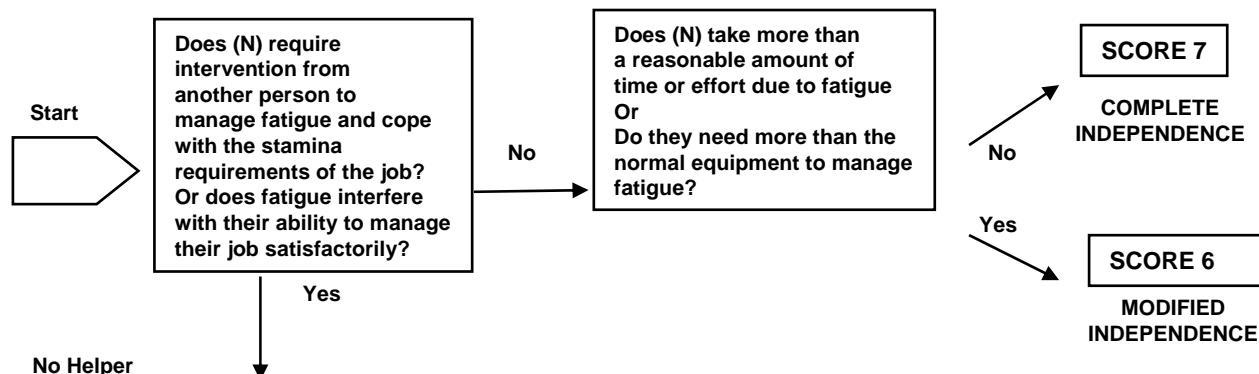 Start
Does (N) require
intervention from
another person to
manage fatigue and cope
with the stamina
requirements of the job?
Or does fatigue interfere
with their ability to manage
their job satisfactorily?
No
Does (N) take more than
a reasonable amount of
time or effort due to fatigue
Or
Do they need more than the
normal equipment to manage
fatigue?
No
SCORE 7
COMPLETE
INDEPENDENCE
Yes
SCORE 6
MODIFIED
INDEPENDENCE
Yes
No Helper